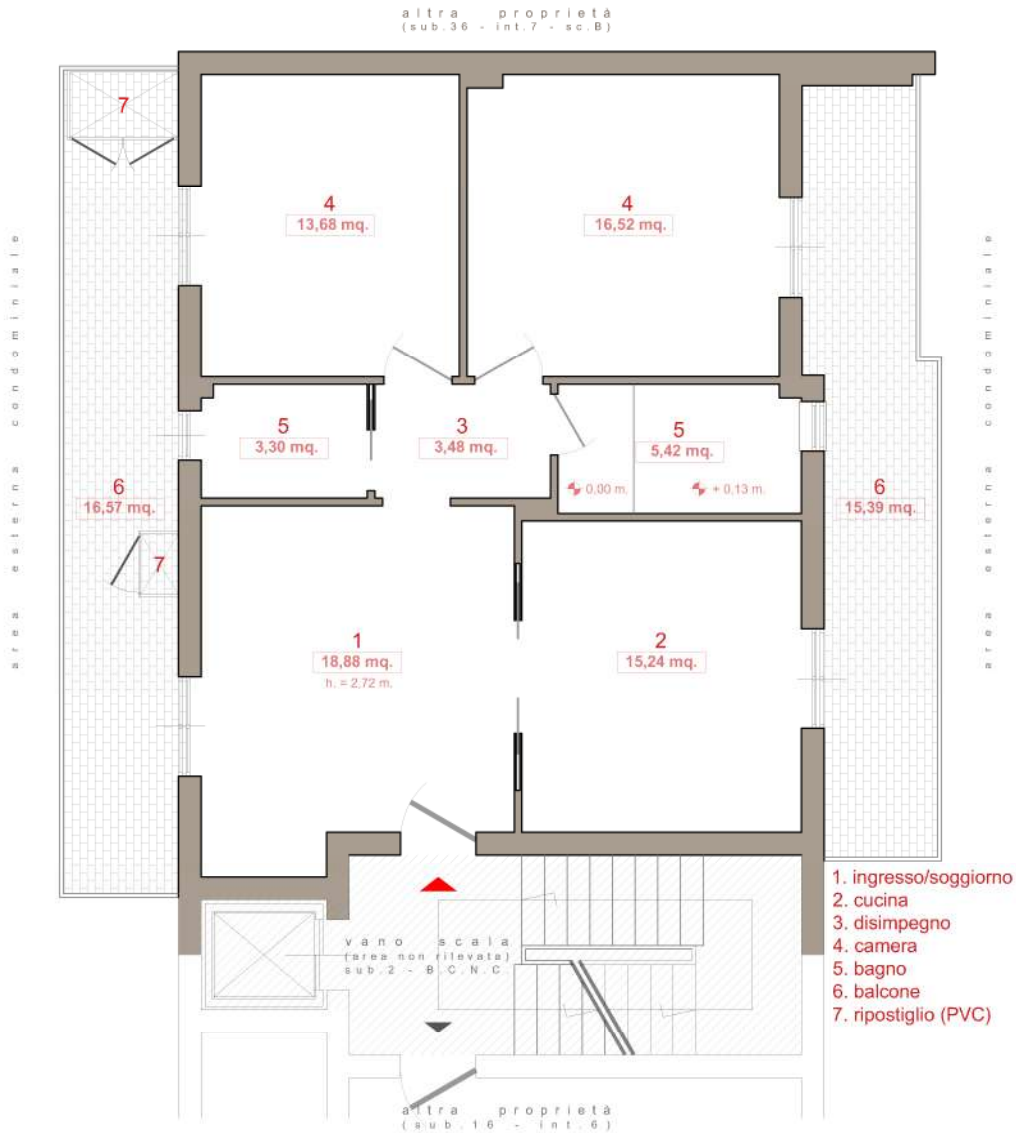 altra proprietà
(sub.36 - int.7 - sc.B)
7
4
13,68 mq.
4
16,52 mq.
area esterna condominiale
area esterna condominiale
5
3,30 mq.
3
3,48 mq.
5
5,42 mq.
0,00 m.
+ 0,13 m.
6
16,57 mq.
6
15,39 mq.
7
1
18,88 mq.
h. = 2,72 m.
2
15,24 mq.
1. ingresso/soggiorno
2. cucina
3. disimpegno
4. camera
5. bagno
6. balcone
7. ripostiglio (PVC)
vano scala
(area non rilevata)
sub.2 - B.C.N.C.
altra proprietà
(sub.16 - int.6)